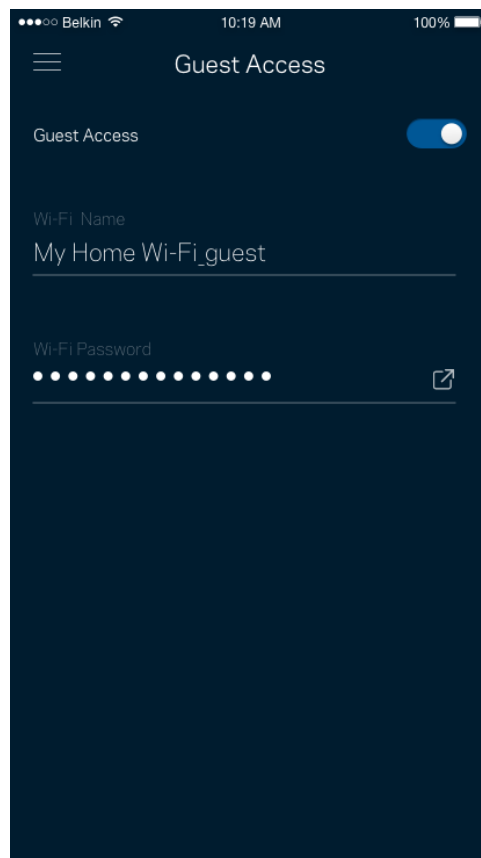 Belkin 10:19 AM 100%
Guest Access
Guest Access
Wi-Fi Name
My Home Wi-Fi_guest
Wi-Fi Password
●●●●●●●●●●●●●●